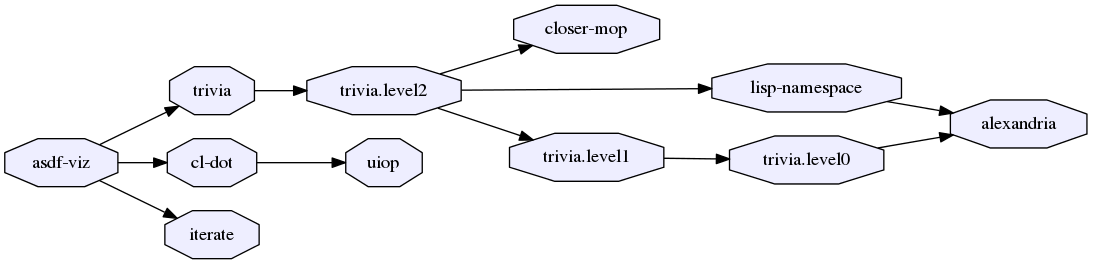 closer-mop
trivia
trivia.level2
lisp-namespace
alexandria
asdf-viz
cl-dot
uiop
trivia.level1
trivia.level0
iterate